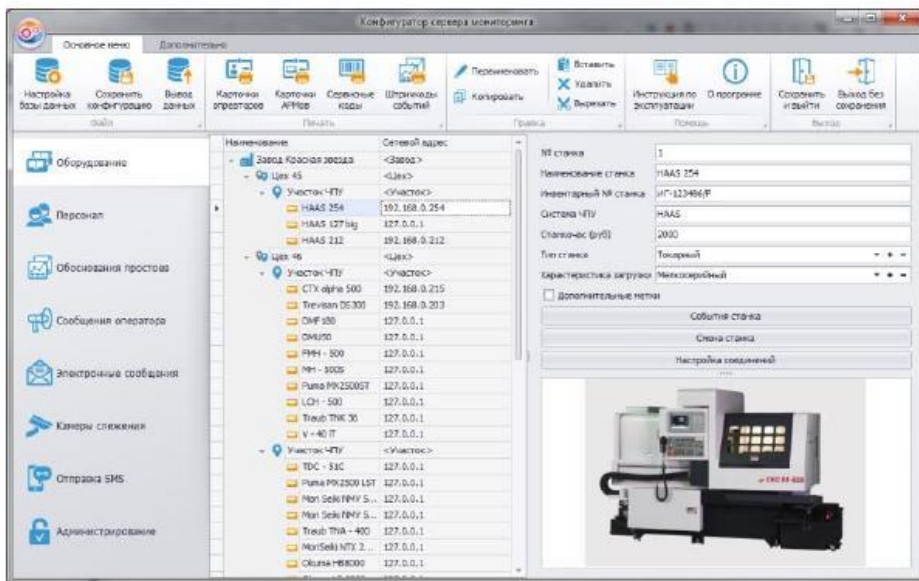 Конфигуратор сервера мониторинга
Основное меню Дополнительно
Настройка базы данных
Сохранить конфигурацию
Вывод данных
Карточки операторов
Карточки АРМов
Сервисные коды
Штрихкоды событий
Переименовать
Копировать
Вставить
Удалить
Вырезать
Инструкция по эксплуатации
О программе
Сохранить и выйти
Выход без сохранения
Файл Печать Правка Помощь Выход
Оборудование
Персонал
Обоснования простоев
Сообщения оператора
Электронные сообщения
Камеры слежения
Отправка SMS
Администрирование
Наименование Сетевой адрес
Завод Красная звезда <Завод>
Цех 45 <Цех>
Участок ЧПУ <Участок>
HAAS 254 192.168.0.254
HAAS 127 big 127.0.0.1
HAAS 212 192.168.0.212
Цех 46 <Цех>
Участок ЧПУ <Участок>
CTX alpha 500 192.168.0.215
Trevisan DS300 192.168.0.203
DMF180 127.0.0.1
DMU50 127.0.0.1
FMH - 500 127.0.0.1
MH - 500S 127.0.0.1
Puma MX2500ST 127.0.0.1
LCH - 500 127.0.0.1
Traub TNK 36 127.0.0.1
V - 40 IT 127.0.0.1
Участок ЧПУ <Участок>
TDC - 51C 127.0.0.1
Puma MX2500 LST 127.0.0.1
Mori Seiki NMV 5... 127.0.0.1
Mori Seiki NMV 5... 127.0.0.1
Traub TNA - 400 127.0.0.1
MoriSeiki NTX 2... 127.0.0.1
Okuma HB8000 127.0.0.1
№ станка 1
Наименование станка HAAS 254
Инвентарный № станка ИГ-123486/Р
Система ЧПУ HAAS
Станкочас (руб) 2000
Тип станка Токарный
Характеристика загрузки Мелкосерийный
Дополнительные метки
События станка
Смена станка
Настройка соединений